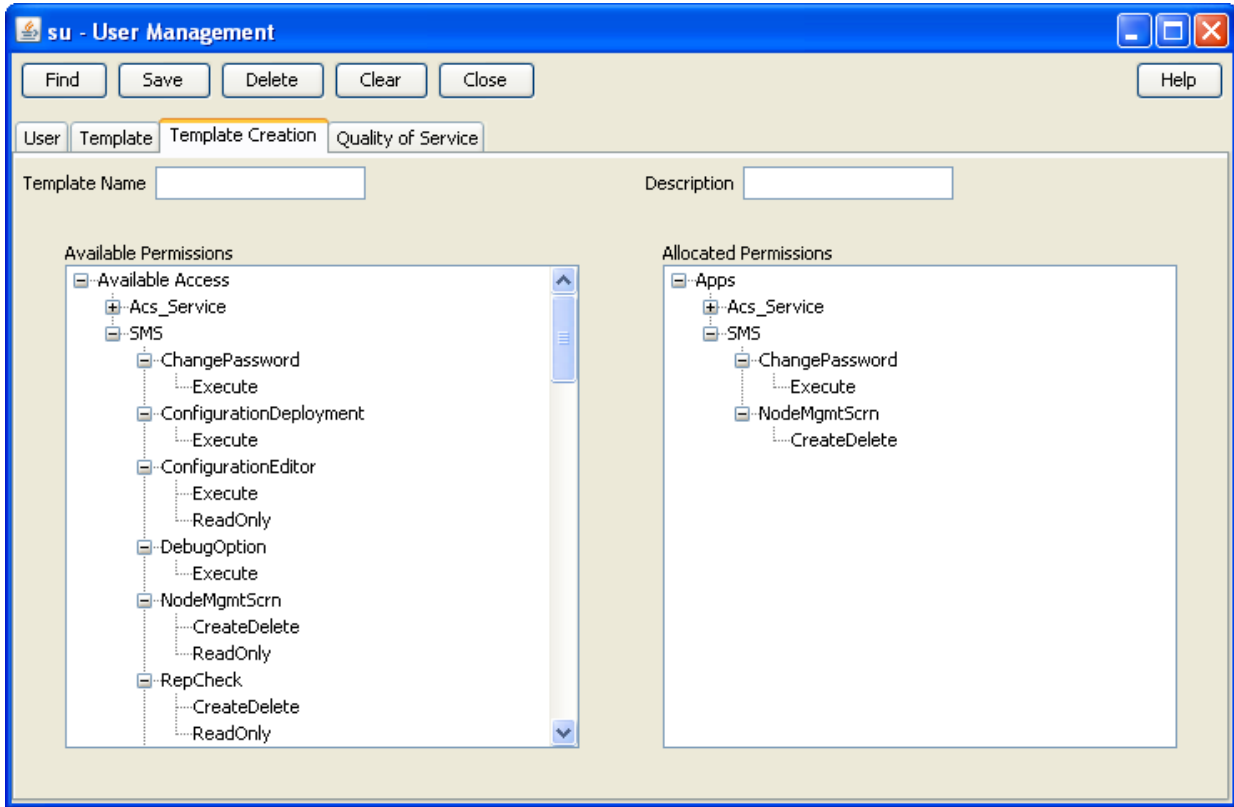 su - User Management
Find Save Delete Clear Close Help
User Template Template Creation Quality of Service
Template Name Description
Available Permissions
Available Access
Acs_Service
SMS
ChangePassword
Execute
ConfigurationDeployment
Execute
ConfigurationEditor
Execute
ReadOnly
DebugOption
Execute
NodeMgmtScrn
CreateDelete
ReadOnly
RepCheck
CreateDelete
ReadOnly
Allocated Permissions
Apps
Acs_Service
SMS
ChangePassword
Execute
NodeMgmtScrn
CreateDelete